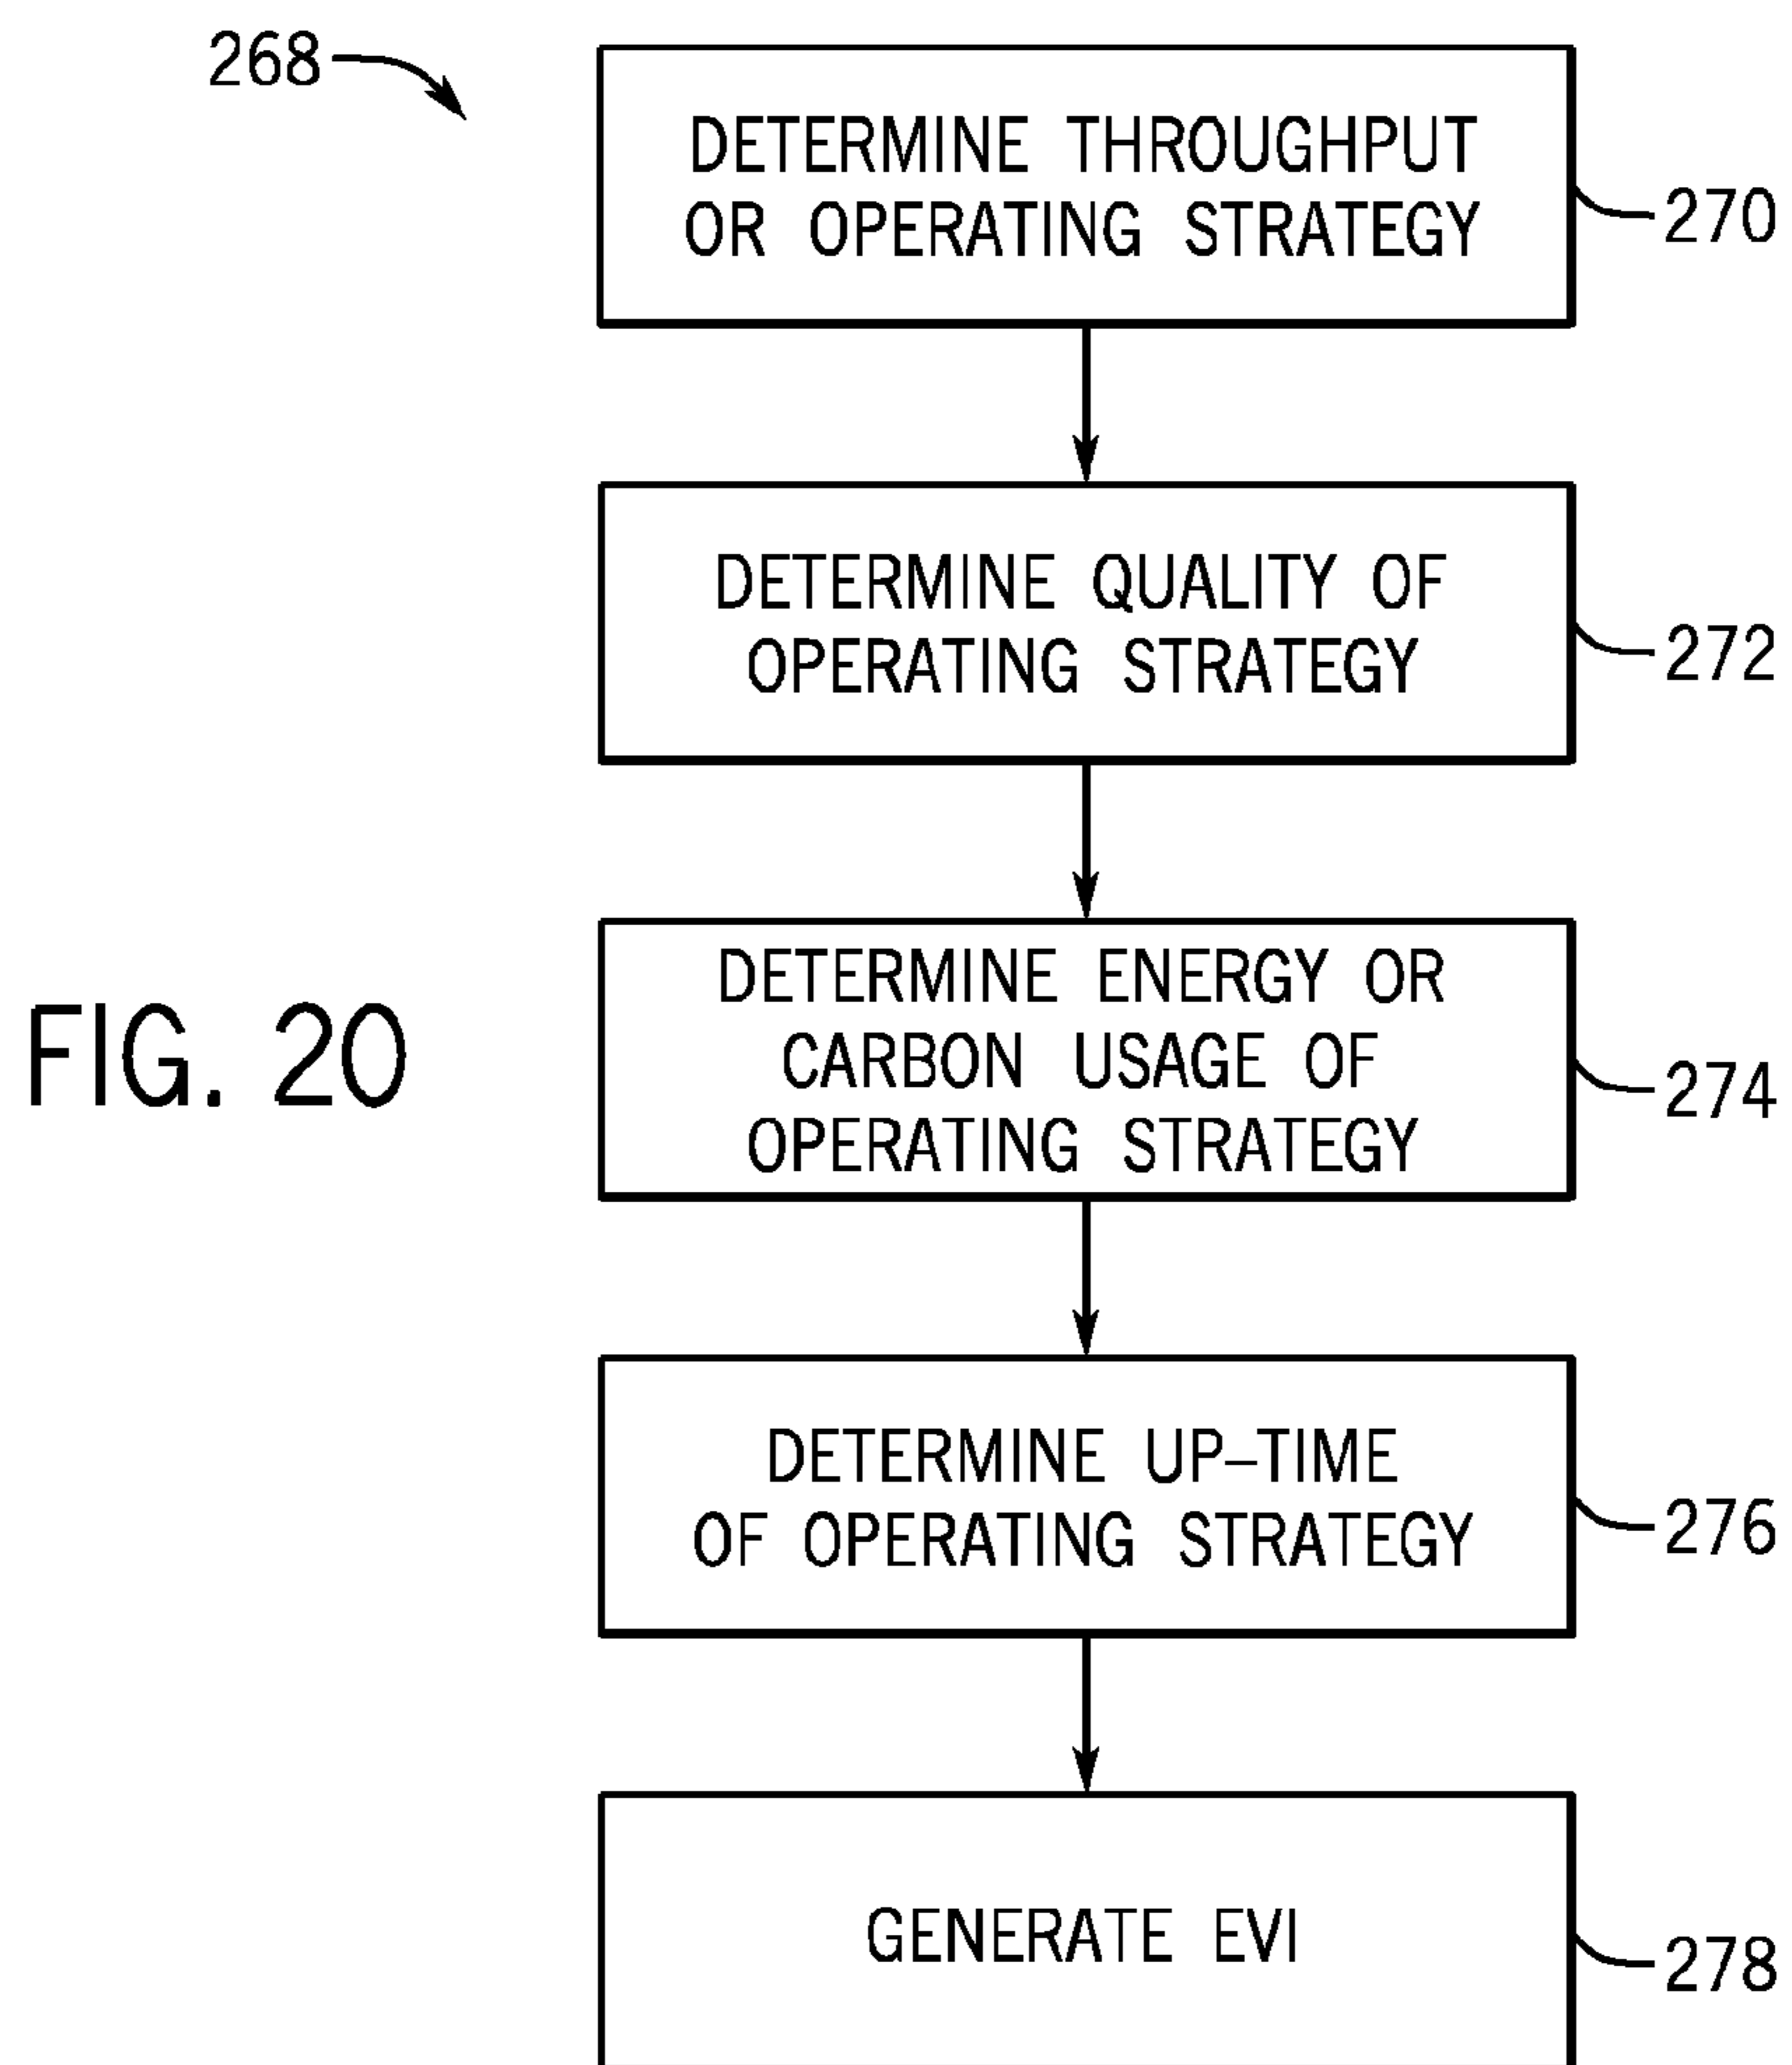 268
DETERMINE THROUGHPUT
OR OPERATING STRATEGY
270
DETERMINE QUALITY OF
OPERATING STRATEGY
272
DETERMINE ENERGY OR
CARBON USAGE OF
OPERATING STRATEGY
274
FIG. 20
DETERMINE UP–TIME
OF OPERATING STRATEGY
276
GENERATE EVI
278